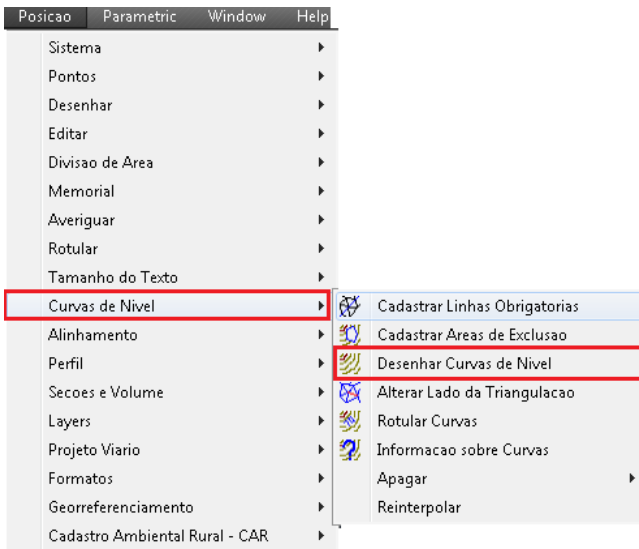 Posicao Parametric Window Help
Sistema
Pontos
Desenhar
Editar
Divisao de Area
Memorial
Averiguar
Rotular
Tamanho do Texto
Curvas de Nivel
Alinhamento
Perfil
Secoes e Volume
Layers
Projeto Viario
Formatos
Georreferenciamento
Cadastro Ambiental Rural - CAR
Cadastrar Linhas Obrigatorias
Cadastrar Areas de Exclusao
Desenhar Curvas de Nivel
Alterar Lado da Triangulacao
Rotular Curvas
Informacao sobre Curvas
Apagar
Reinterpolar